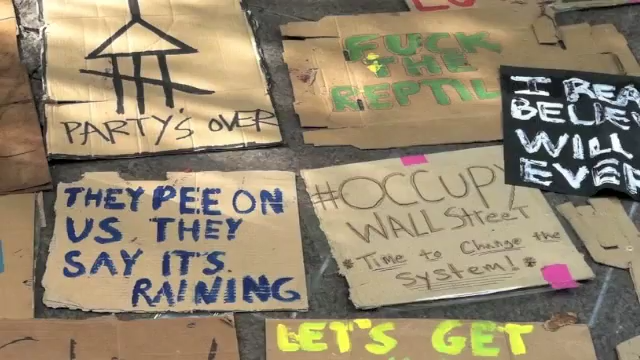 PARTY'S OVER
FUCK
THE
REPTIL
I REA
BELIEV
WILL
EVER
THEY PEE ON
US THEY
SAY IT'S
RAINING
#OCCUPY
WALL Street
* Time to Change the
System! *
LET'S GET